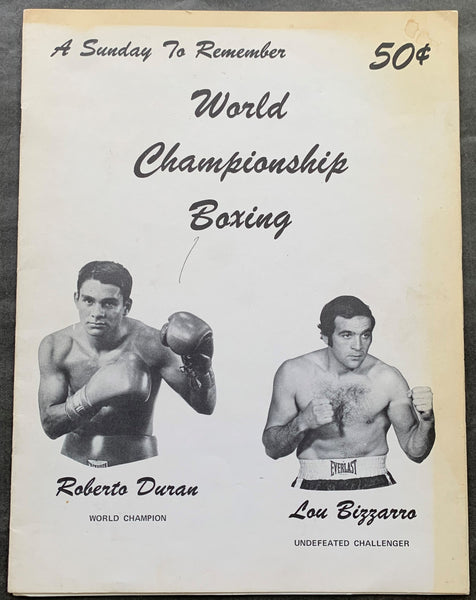 A Sunday To Remember
50¢
World
Championship
Boxing
EVERLAST
Roberto Duran
WORLD CHAMPION
Lou Bizzarro
UNDEFEATED CHALLENGER